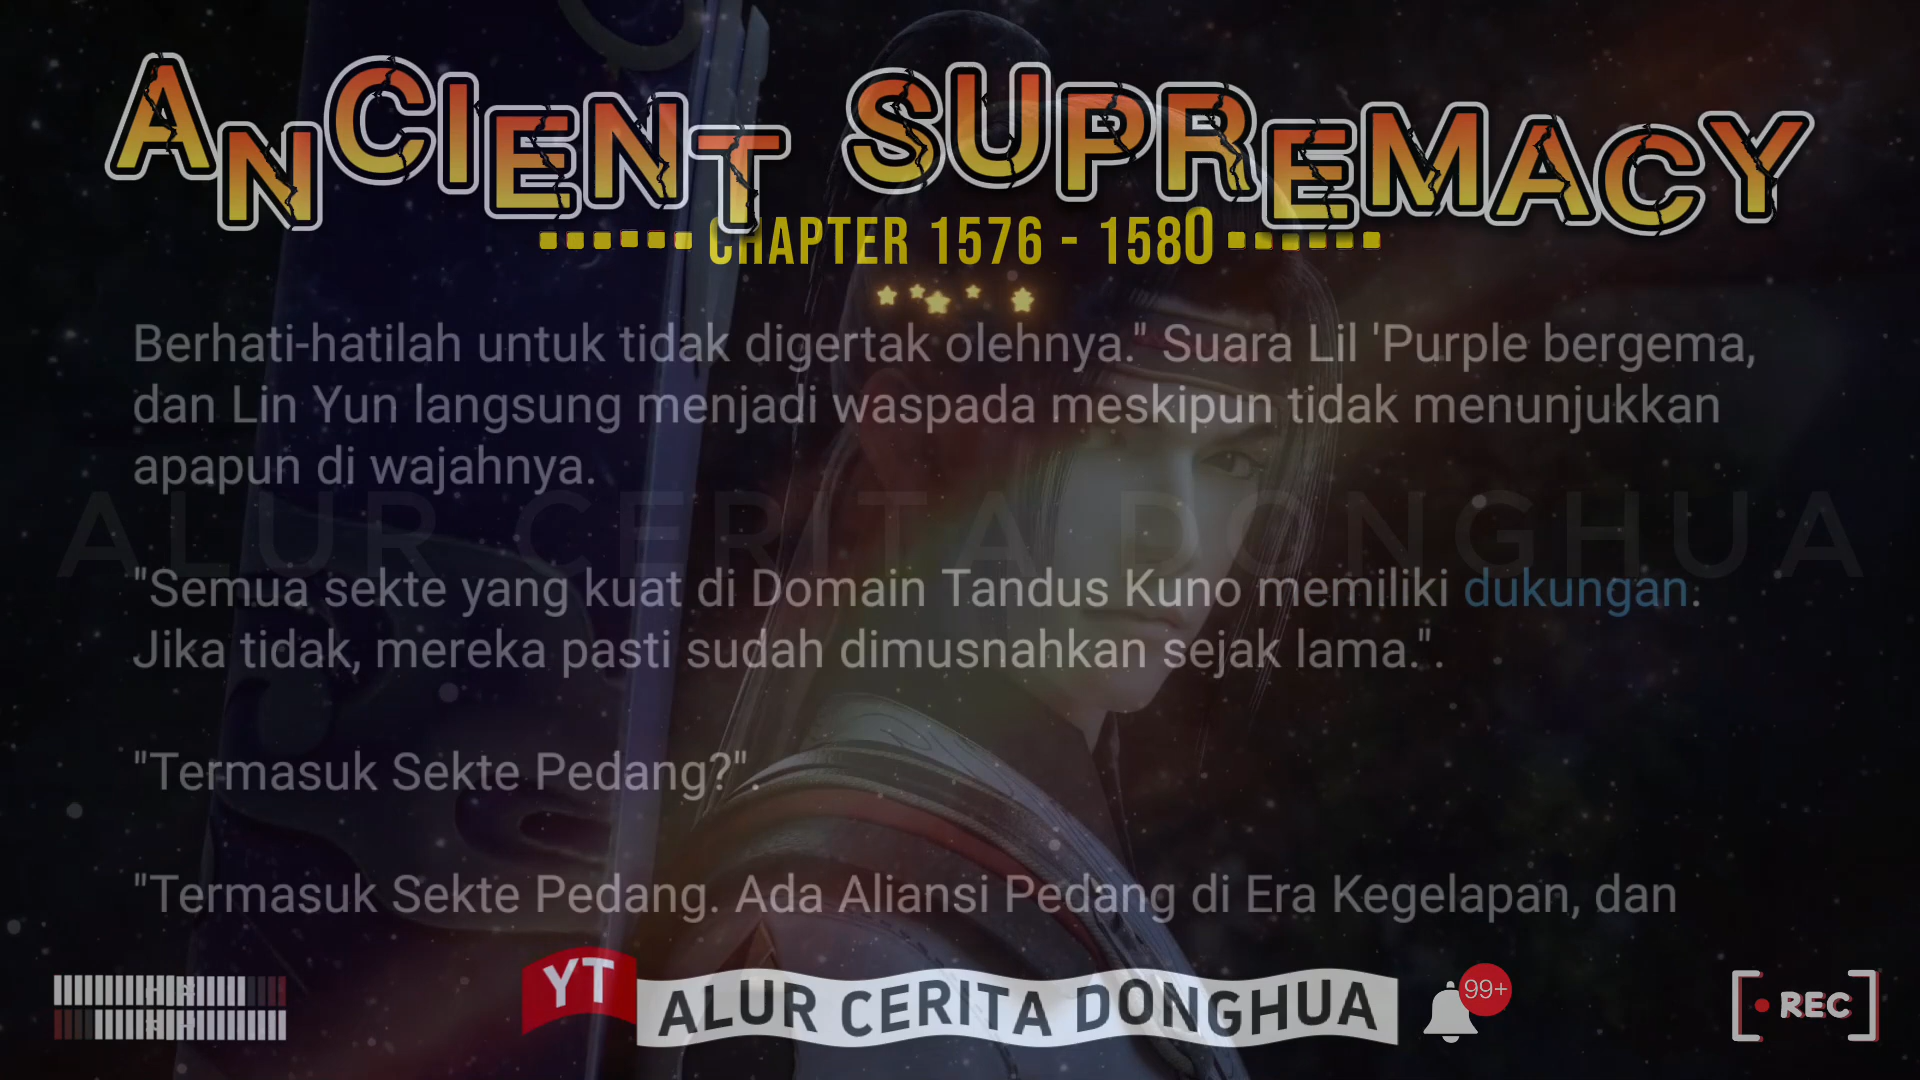 ANCIENT SUPREMACY
CHAPTER 1576 - 1580
Berhati-hatilah untuk tidak digertak olehnya." Suara Lil 'Purple bergema,
dan Lin Yun langsung menjadi waspada meskipun tidak menunjukkan
apapun di wajahnya.
ALUR CERITA DONGHUA
"Semua sekte yang kuat di Domain Tandus Kuno memiliki dukungan.
Jika tidak, mereka pasti sudah dimusnahkan sejak lama.".
"Termasuk Sekte Pedang?".
"Termasuk Sekte Pedang. Ada Aliansi Pedang di Era Kegelapan, dan
YT ALUR CERITA DONGHUA 99+
REC